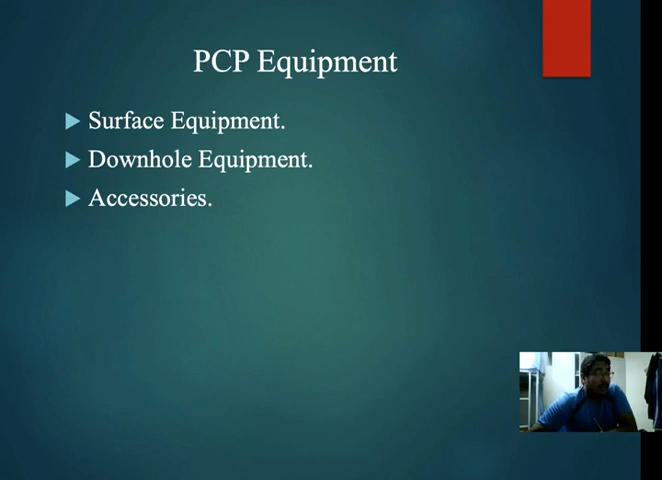 PCP Equipment
Surface Equipment.
Downhole Equipment.
Accessories.